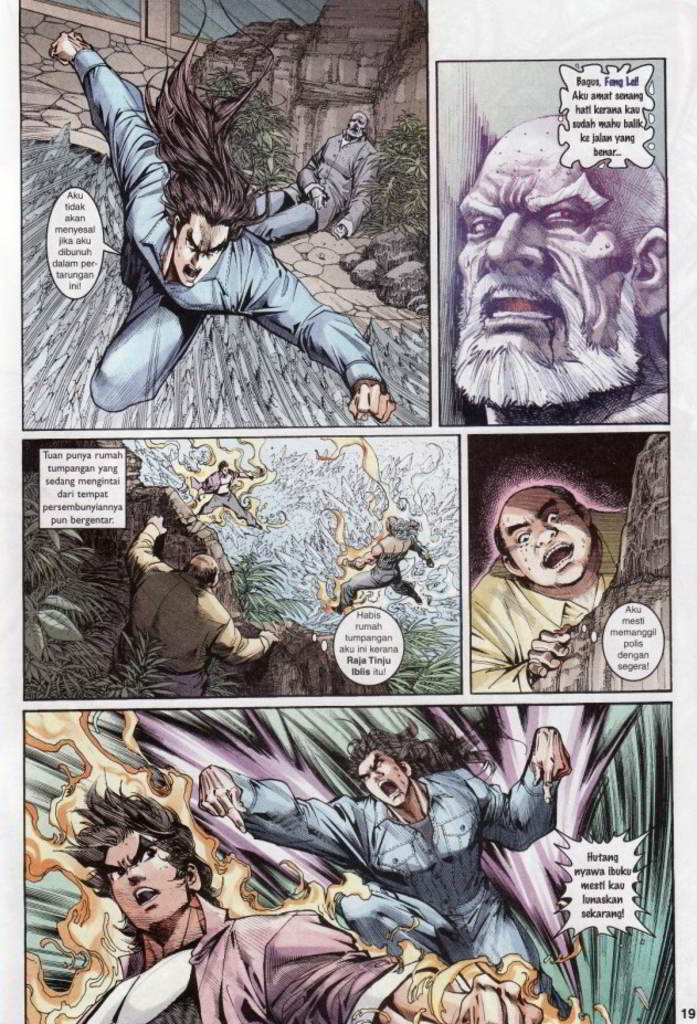 Aku
tidak
akan
menyesal
jika aku
dibunuh
dalam per-
tarungan
ini!
Bagus, Feng Lei!
Aku amat senang
hati kerana kau
sudah mahu balik
ke jalan yang
benar...
Tuan punya rumah
tumpangan yang
sedang mengintai
dari tempat
persembunyiannya
pun bergentar.
Habis
rumah
tumpangan
aku ini kerana
Raja Tinju
Iblis itu!
Aku
mesti
memanggil
polis
dengan
segera!
Hutang
nyawa ibuku
mesti kau
lunaskan
sekarang!
19